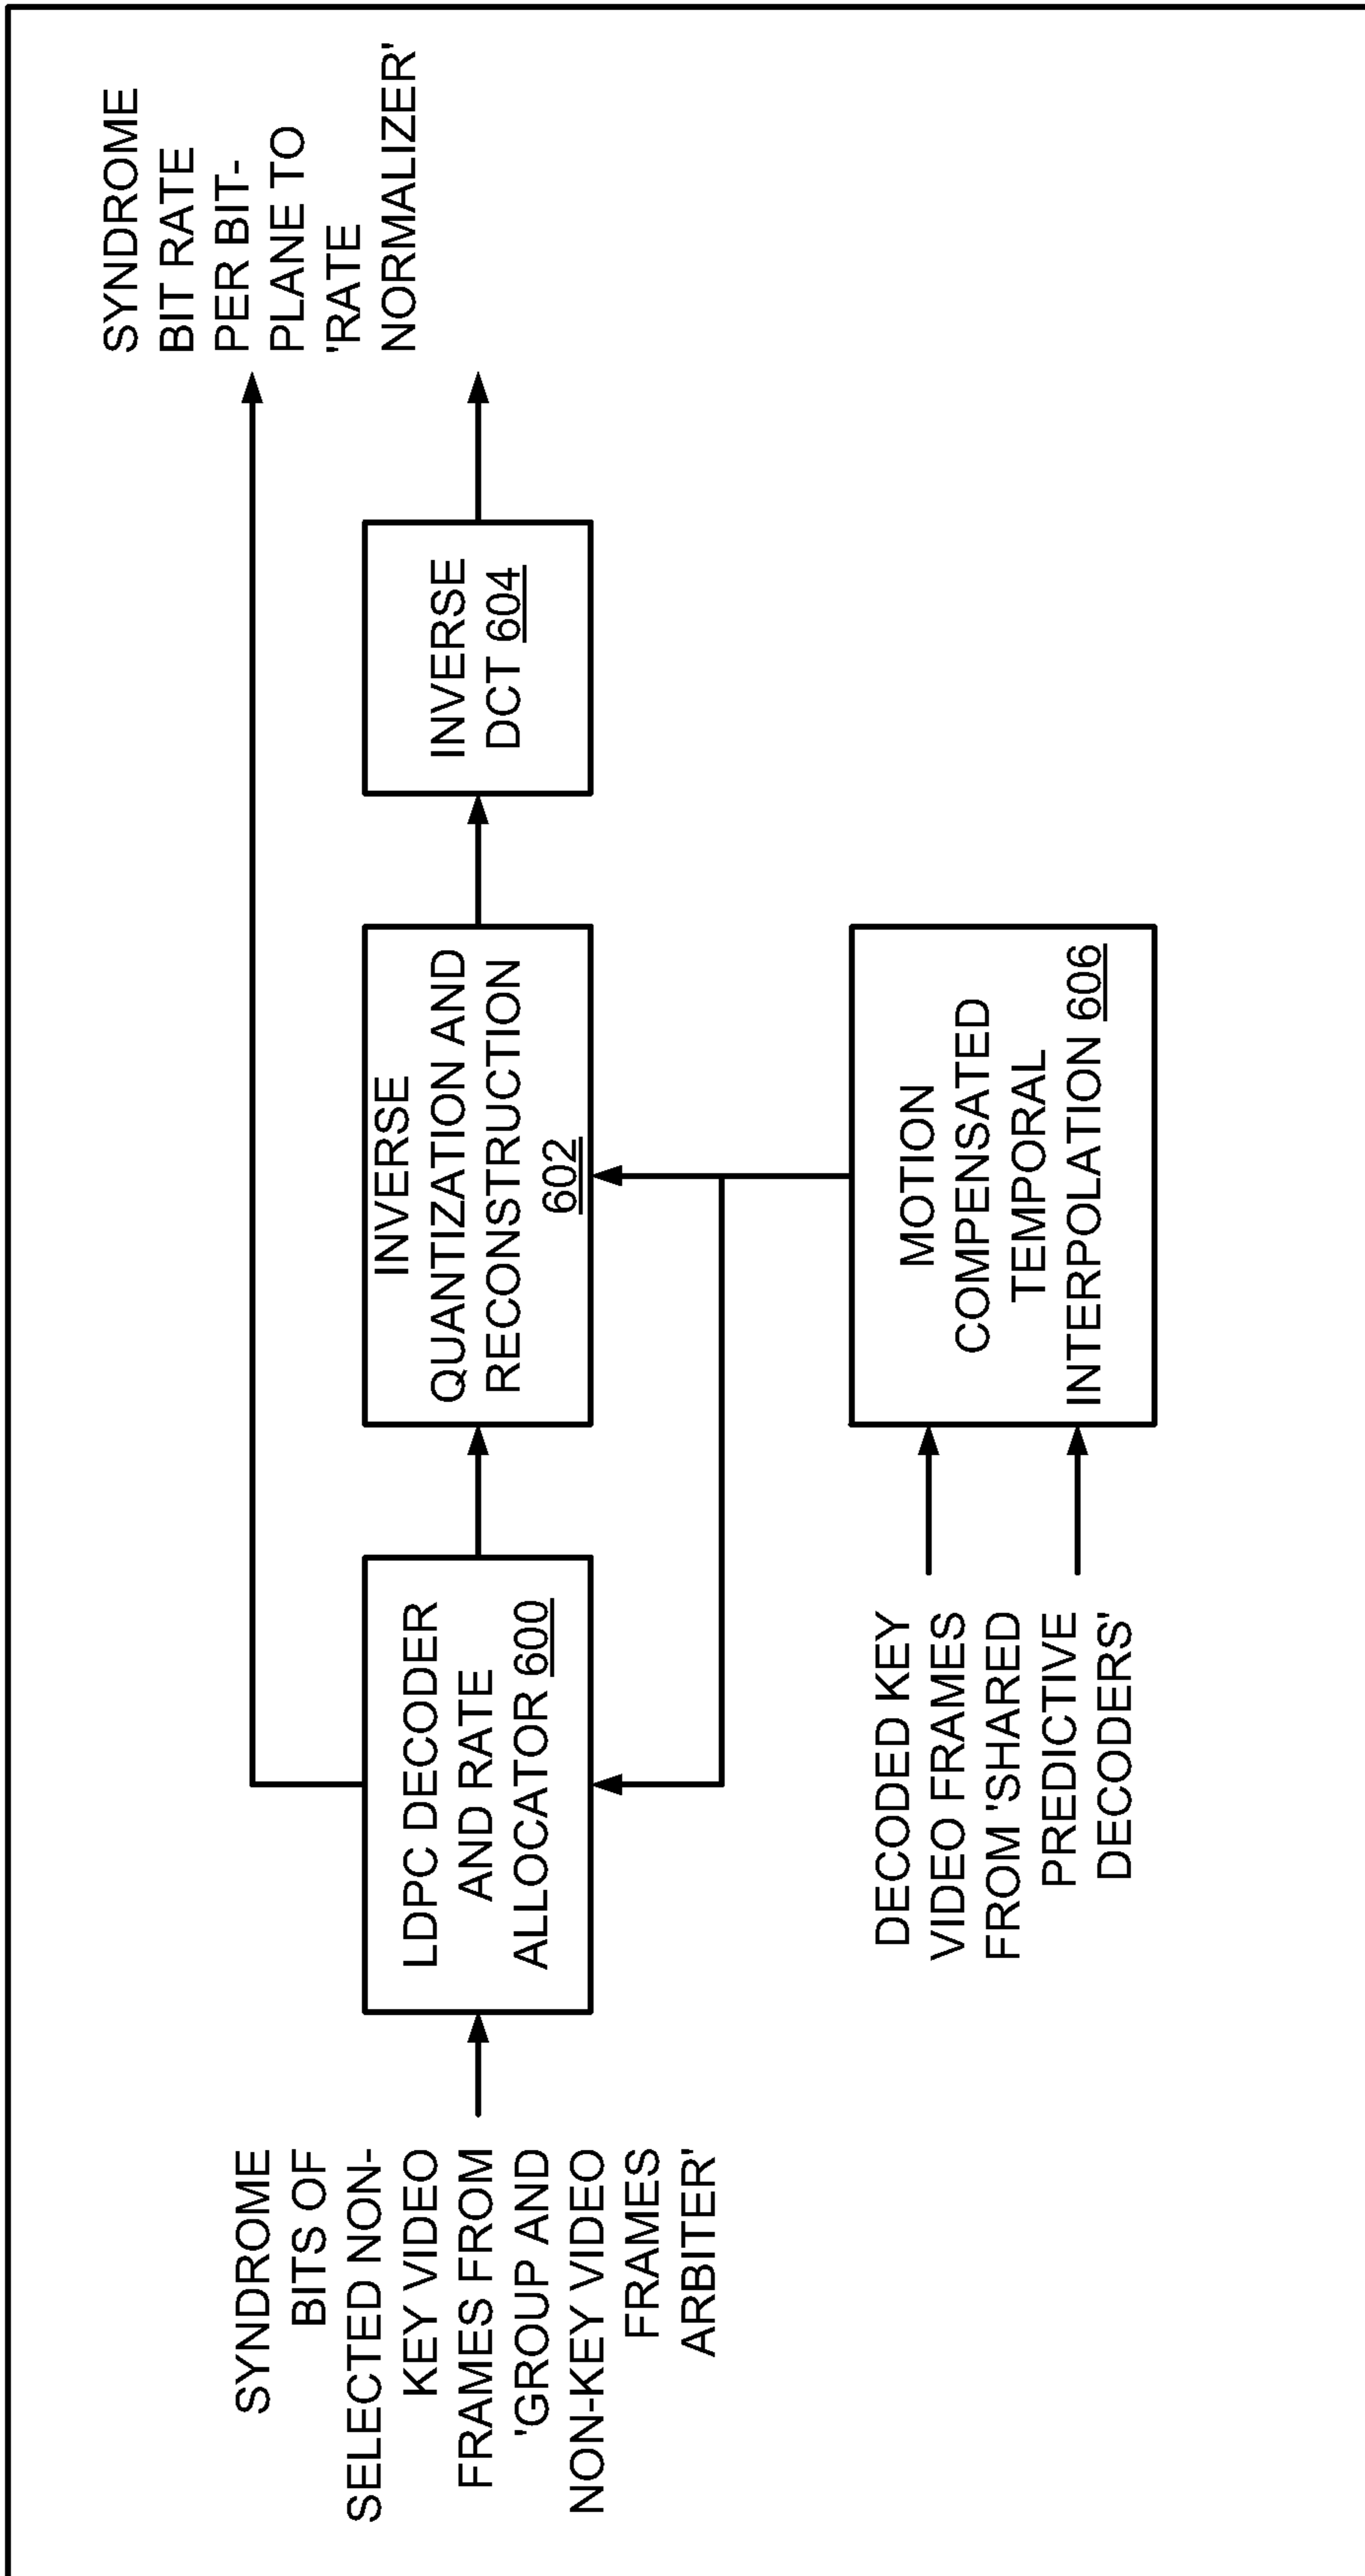 SYNDROME
BITS OF
SELECTED NON-
KEY VIDEO
FRAMES FROM
'GROUP AND
NON-KEY VIDEO
FRAMES
ARBITER'
LDPC DECODER
AND RATE
ALLOCATOR 600
INVERSE
QUANTIZATION AND
RECONSTRUCTION
602
INVERSE
DCT 604
SYNDROME
BIT RATE
PER BIT-
PLANE TO
'RATE
NORMALIZER'
DECODED KEY
VIDEO FRAMES
FROM 'SHARED
PREDICTIVE
DECODERS'
MOTION
COMPENSATED
TEMPORAL
INTERPOLATION 606